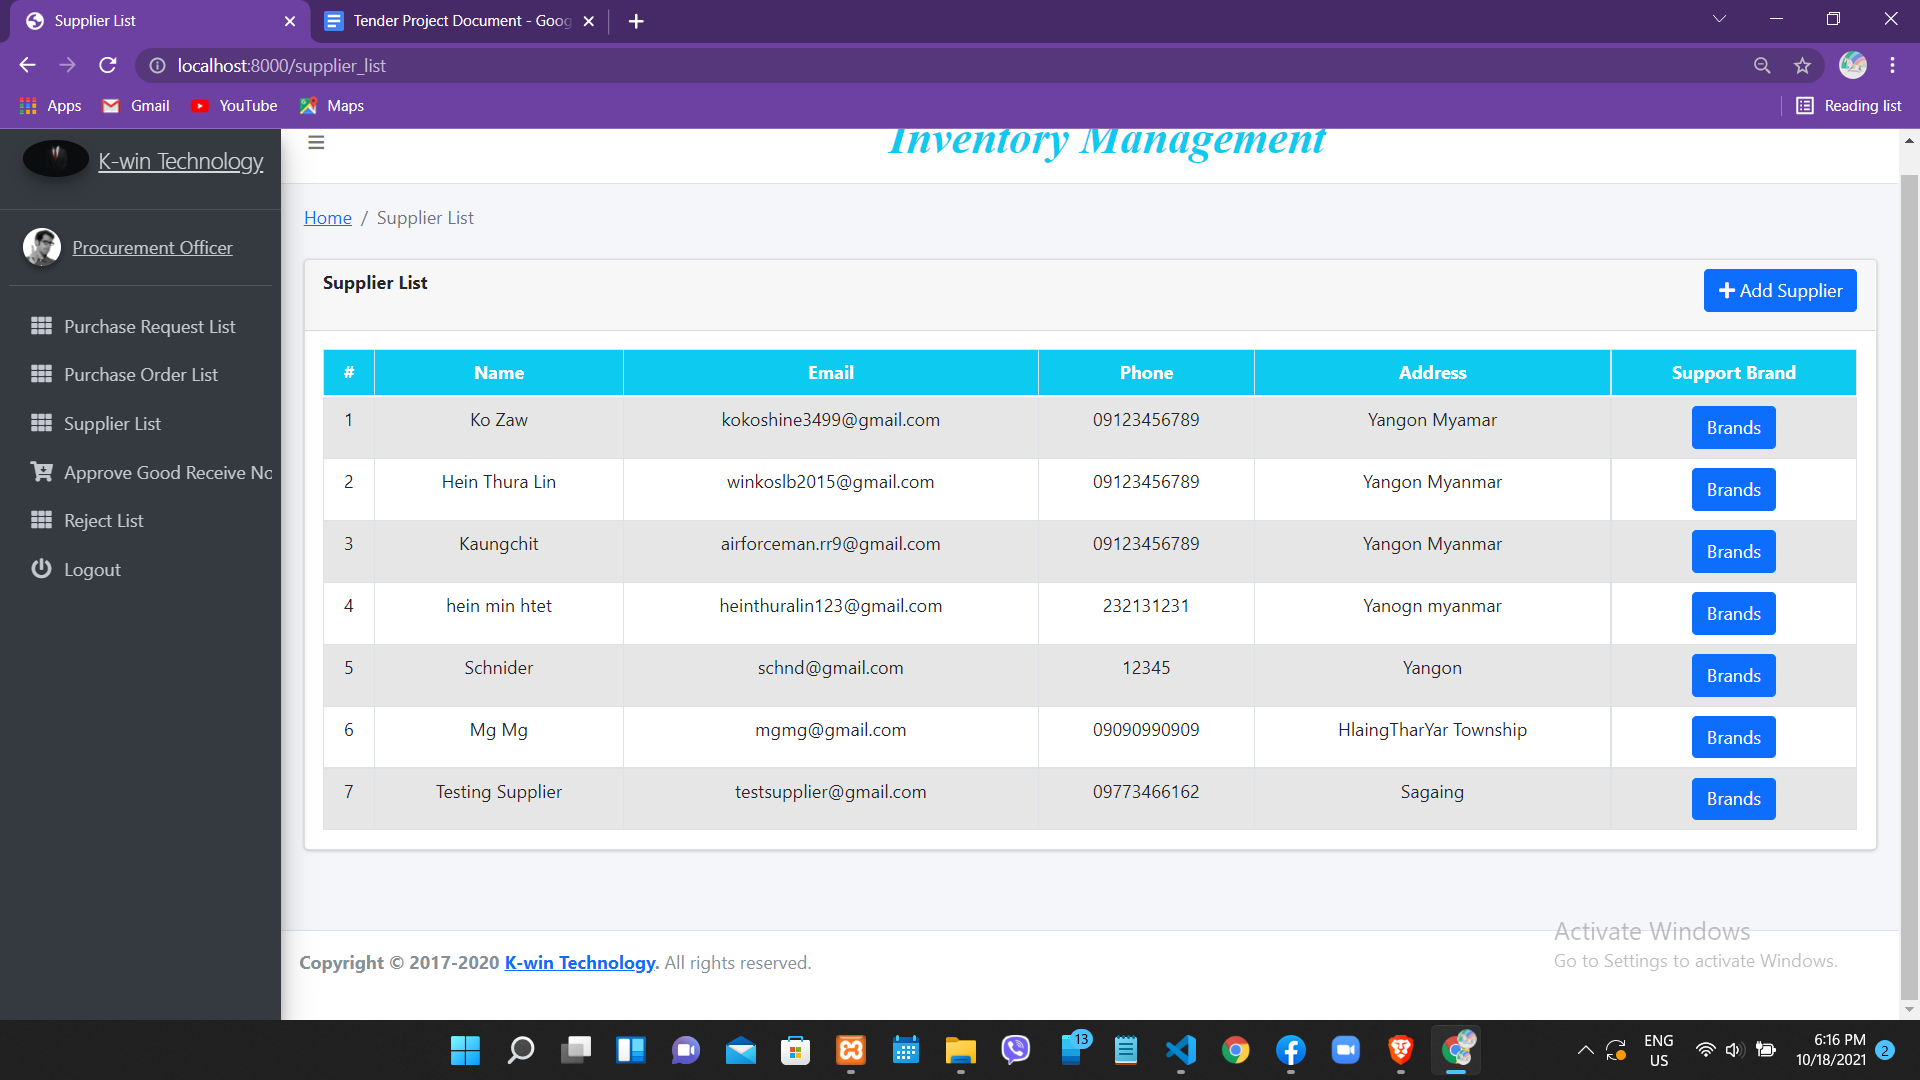 Supplier List
Tender Project Document - Goog
localhost:8000/supplier_list
Apps Gmail YouTube Maps Reading list
K-win Technology
Inventory Management
Procurement Officer
Home / Supplier List
Purchase Request List
Purchase Order List
Supplier List
Approve Good Receive No
Reject List
Logout
Supplier List
Add Supplier
# Name Email Phone Address Support Brand
1 Ko Zaw kokoshine3499@gmail.com 09123456789 Yangon Myamar Brands
2 Hein Thura Lin winkoslb2015@gmail.com 09123456789 Yangon Myanmar Brands
3 Kaungchit airforceman.rr9@gmail.com 09123456789 Yangon Myanmar Brands
4 hein min htet heinthuralin123@gmail.com 232131231 Yanogn myanmar Brands
5 Schnider schnd@gmail.com 12345 Yangon Brands
6 Mg Mg mgmg@gmail.com 09090990909 HlaingTharYar Township Brands
7 Testing Supplier testsupplier@gmail.com 09773466162 Sagaing Brands
Copyright © 2017-2020 K-win Technology. All rights reserved.
Activate Windows
Go to Settings to activate Windows.
13
ENG
US
6:16 PM
10/18/2021
2